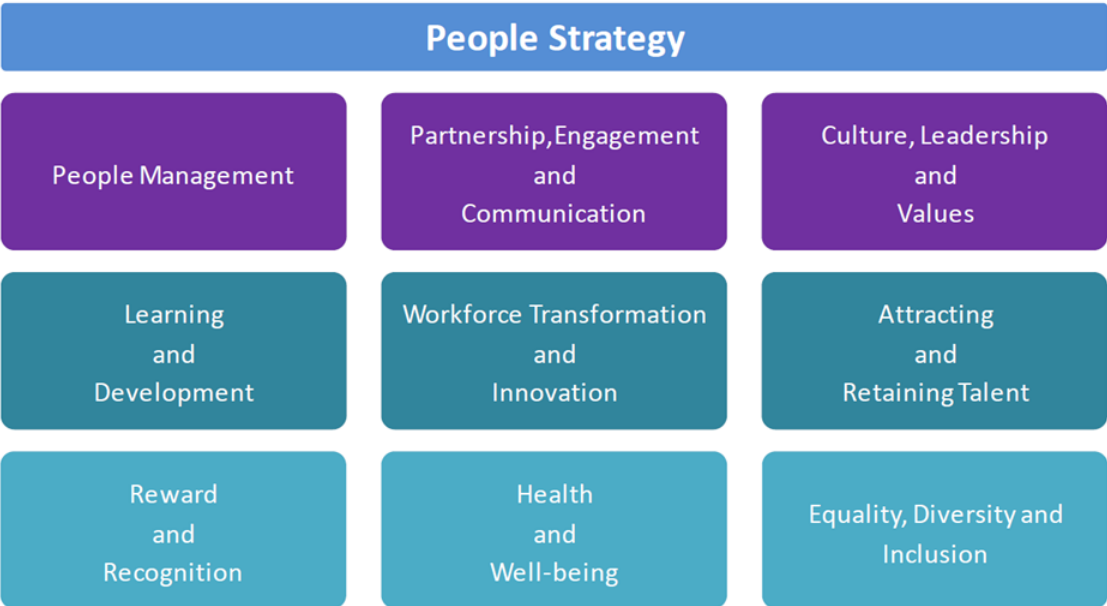 People Strategy
People Management
Partnership,Engagement
and
Communication
Culture, Leadership
and
Values
Learning
and
Development
Workforce Transformation
and
Innovation
Attracting
and
Retaining Talent
Reward
and
Recognition
Health
and
Well-being
Equality, Diversity and
Inclusion